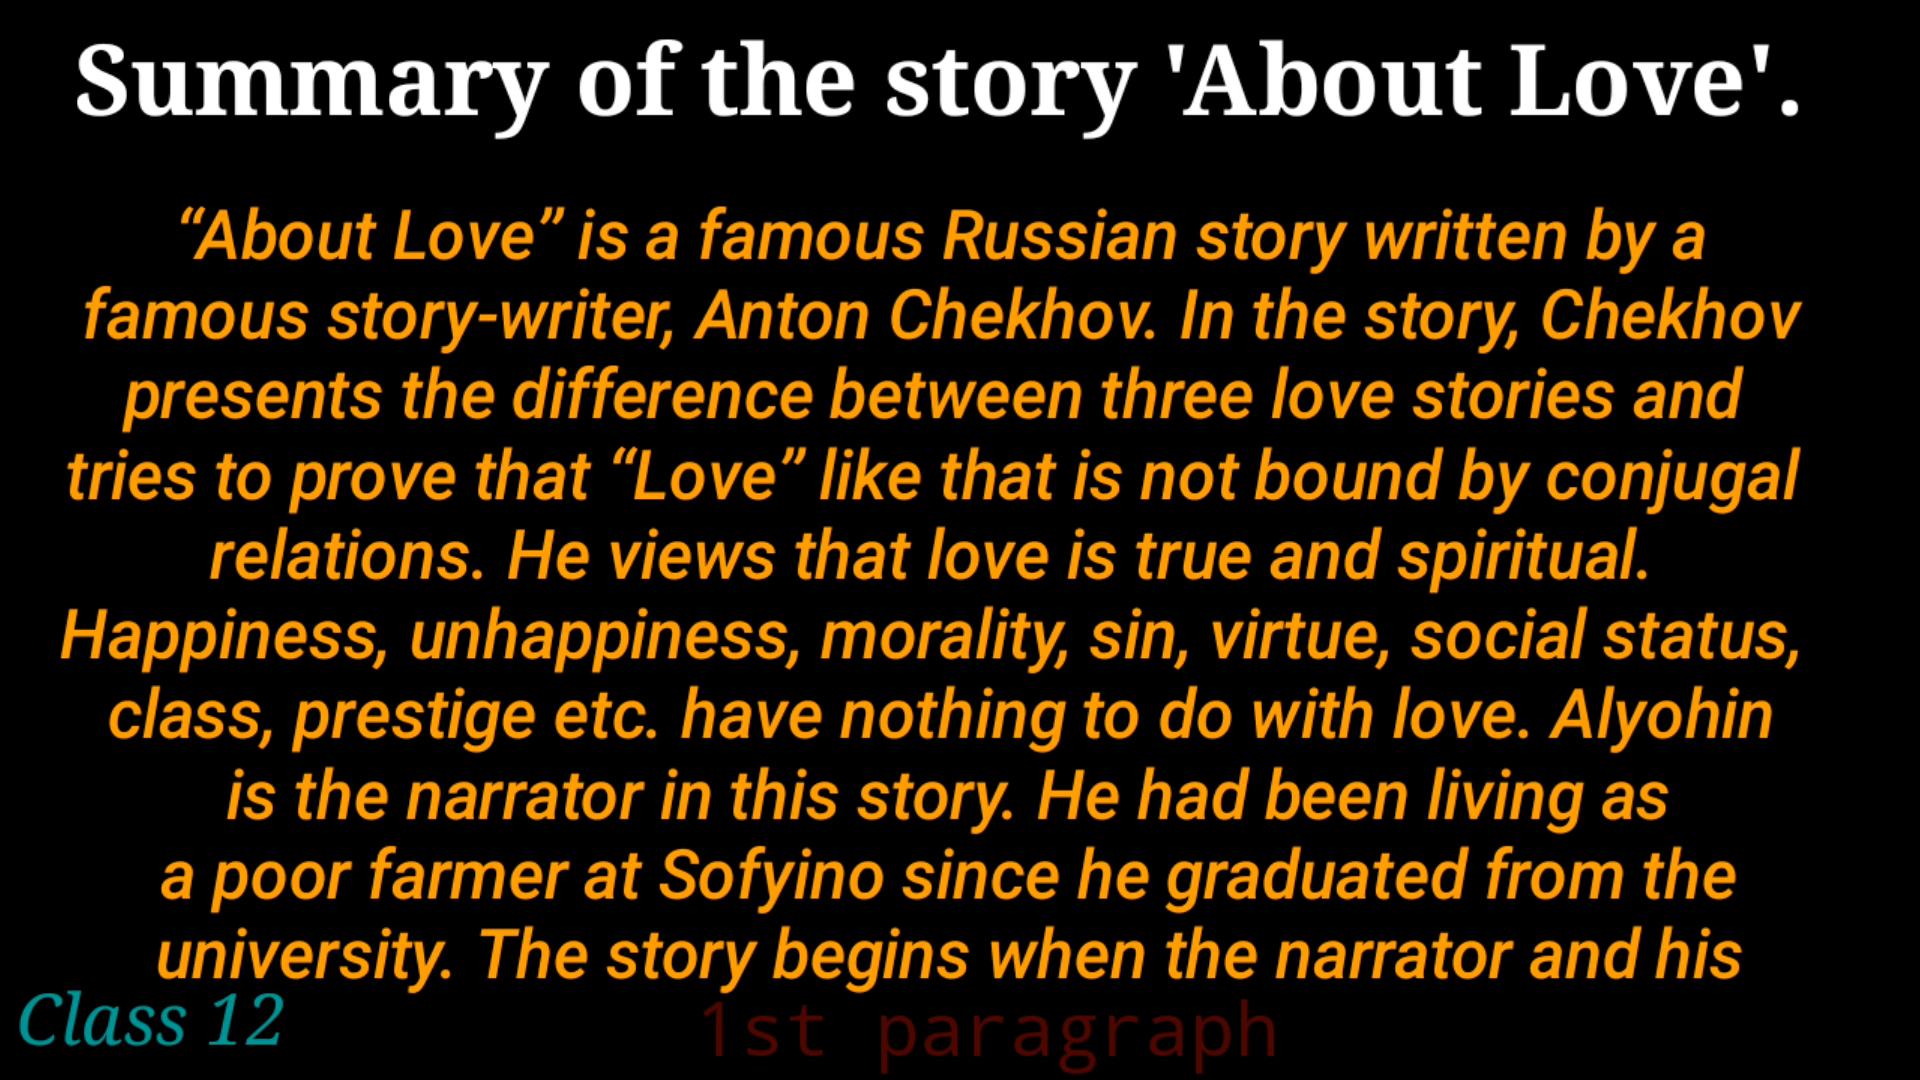 Summary of the story 'About Love'.
“About Love” is a famous Russian story written by a
famous story-writer, Anton Chekhov. In the story, Chekhov
presents the difference between three love stories and
tries to prove that “Love” like that is not bound by conjugal
relations. He views that love is true and spiritual.
Happiness, unhappiness, morality, sin, virtue, social status,
class, prestige etc. have nothing to do with love. Alyohin
is the narrator in this story. He had been living as
a poor farmer at Sofyino since he graduated from the
university. The story begins when the narrator and his
Class 12
1st paragraph